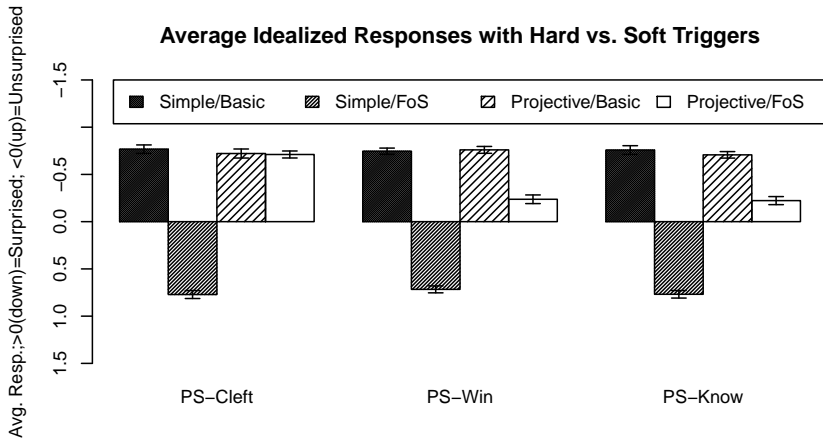 Average Idealized Responses with Hard vs. Soft Triggers
Avg. Resp.;>0(down)=Surprised; <0(up)=Unsurprised
−1.5
−0.5
0.0
0.5
1.0
1.5
Simple/Basic Simple/FoS Projective/Basic Projective/FoS
PS−Cleft PS−Win PS−Know